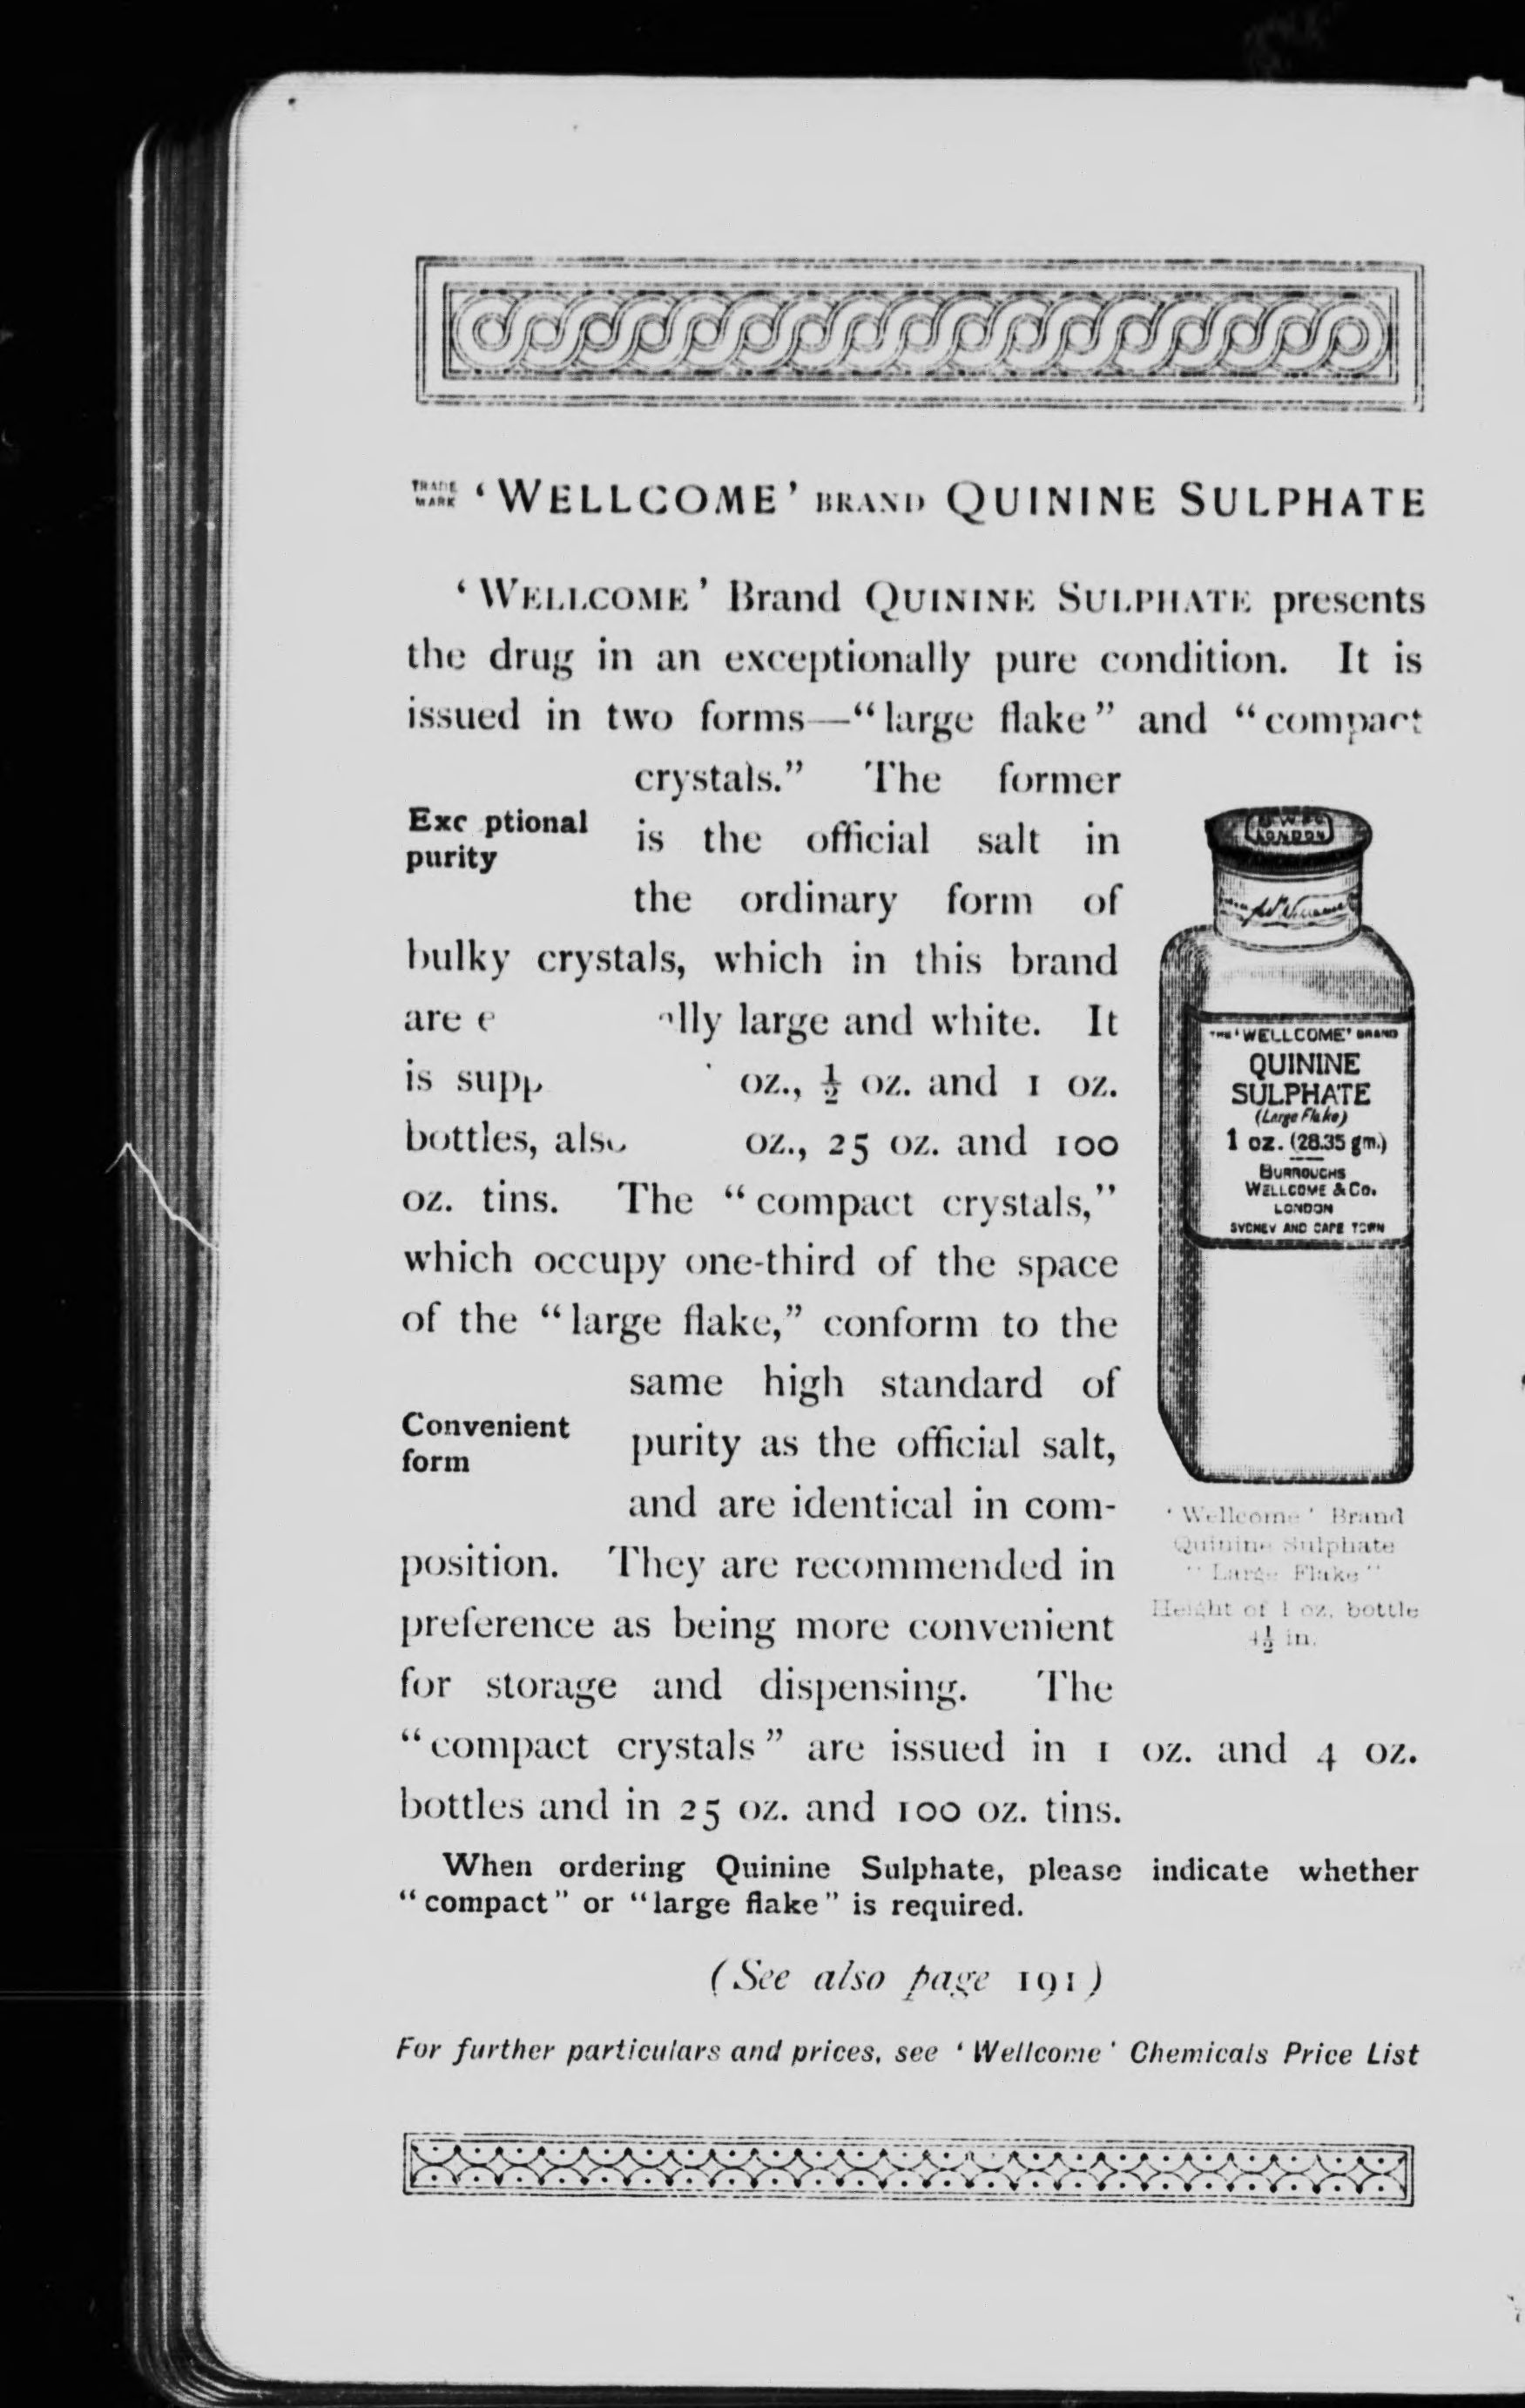 TRADE MARK 'WELLCOME' BRAND QUININE SULPHATE
'WELLCOME' Brand QUININE SULPHATE presents
the drug in an exceptionally pure condition. It is
issued in two forms—“large flake” and “compact
crystals.” The former
Exc ptional
purity
is the official salt in
the ordinary form of
bulky crystals, which in this brand
are large and white. It
is oz., ½ oz. and 1 oz.
bottles, oz., 25 oz. and 100
oz. tins. The “compact crystals,”
which occupy one-third of the space
of the “large flake,” conform to the
same high standard of
Convenient
form
purity as the official salt,
and are identical in com-
position. They are recommended in
preference as being more convenient
for storage and dispensing. The
“compact crystals” are issued in 1 oz. and 4 oz.
bottles and in 25 oz. and 100 oz. tins.
LONDON
THE 'WELLCOME' BRAND
QUININE
SULPHATE
(Large Flake)
1 oz. (28.35 gm.)
BURROUGHS
WELLCOME & Co.
LONDON
SYDNEY AND CAPE TOWN
'Wellcome' Brand
Quinine Sulphate
“Large Flake”
Height of 1 oz. bottle
4½ in.
When ordering Quinine Sulphate, please indicate whether
“compact” or “large flake” is required.
(See also page 191)
For further particulars and prices, see 'Wellcome' Chemicals Price List